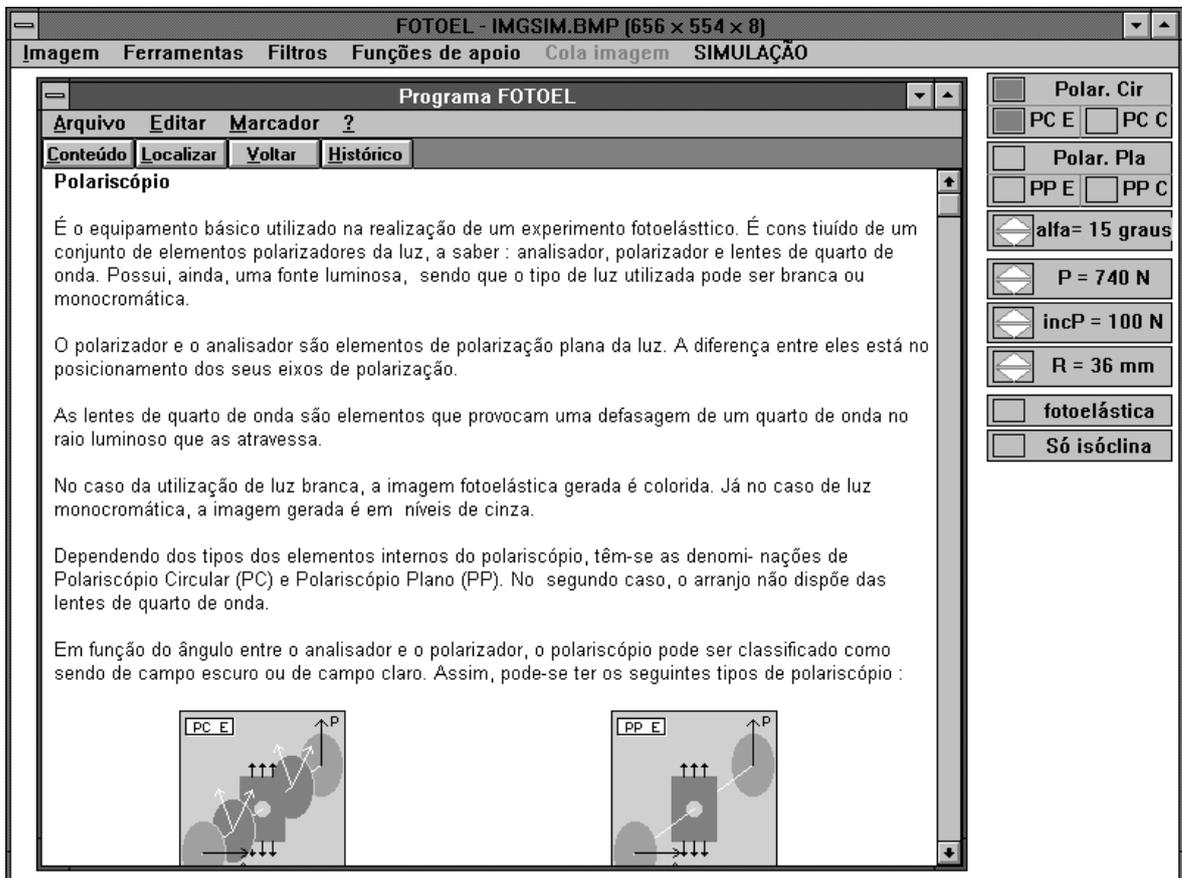 FOTOEL - IMGSIM.BMP (656 x 554 x 8)
Imagem Ferramentas Filtros Funções de apoio Cola imagem SIMULAÇÃO
Programa FOTOEL
Arquivo Editar Marcador ?
Conteúdo Localizar Voltar Histórico
Polariscópio
É o equipamento básico utilizado na realização de um experimento fotoelásttico. É cons tiuído de um
conjunto de elementos polarizadores da luz, a saber : analisador, polarizador e lentes de quarto de
onda. Possui, ainda, uma fonte luminosa, sendo que o tipo de luz utilizada pode ser branca ou
monocromática.
O polarizador e o analisador são elementos de polarização plana da luz. A diferença entre eles está no
posicionamento dos seus eixos de polarização.
As lentes de quarto de onda são elementos que provocam uma defasagem de um quarto de onda no
raio luminoso que as atravessa.
No caso da utilização de luz branca, a imagem fotoelástica gerada é colorida. Já no caso de luz
monocromática, a imagem gerada é em níveis de cinza.
Dependendo dos tipos dos elementos internos do polariscópio, têm-se as denomi- nações de
Polariscópio Circular (PC) e Polariscópio Plano (PP). No segundo caso, o arranjo não dispõe das
lentes de quarto de onda.
Em função do ângulo entre o analisador e o polarizador, o polariscópio pode ser classificado como
sendo de campo escuro ou de campo claro. Assim, pode-se ter os seguintes tipos de polariscópio :
PC E P
PP E P
Polar. Cir
PC E PC C
Polar. Pla
PP E PP C
alfa= 15 graus
P = 740 N
incP = 100 N
R = 36 mm
fotoelástica
Só isóclina